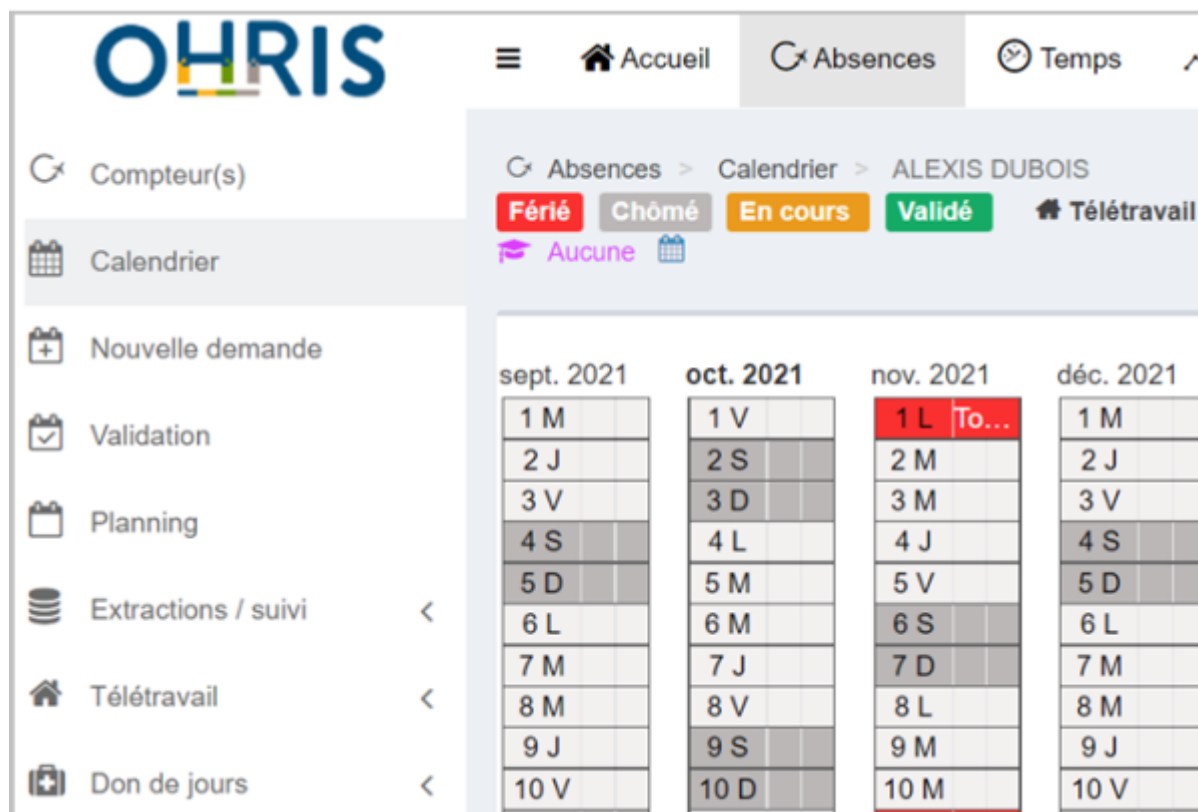 OHRIS
Accueil Absences Temps
Compteur(s)
Calendrier
Nouvelle demande
Validation
Planning
Extractions / suivi <
Télétravail <
Don de jours <
Absences > Calendrier > ALEXIS DUBOIS
Férié Chômé En cours Validé Télétravail
Aucune
sept. 2021 oct. 2021 nov. 2021 déc. 2021
1 M 1 V 1 L To... 1 M
2 J 2 S 2 M 2 J
3 V 3 D 3 M 3 V
4 S 4 L 4 J 4 S
5 D 5 M 5 V 5 D
6 L 6 M 6 S 6 L
7 M 7 J 7 D 7 M
8 M 8 V 8 L 8 M
9 J 9 S 9 M 9 J
10 V 10 D 10 M 10 V